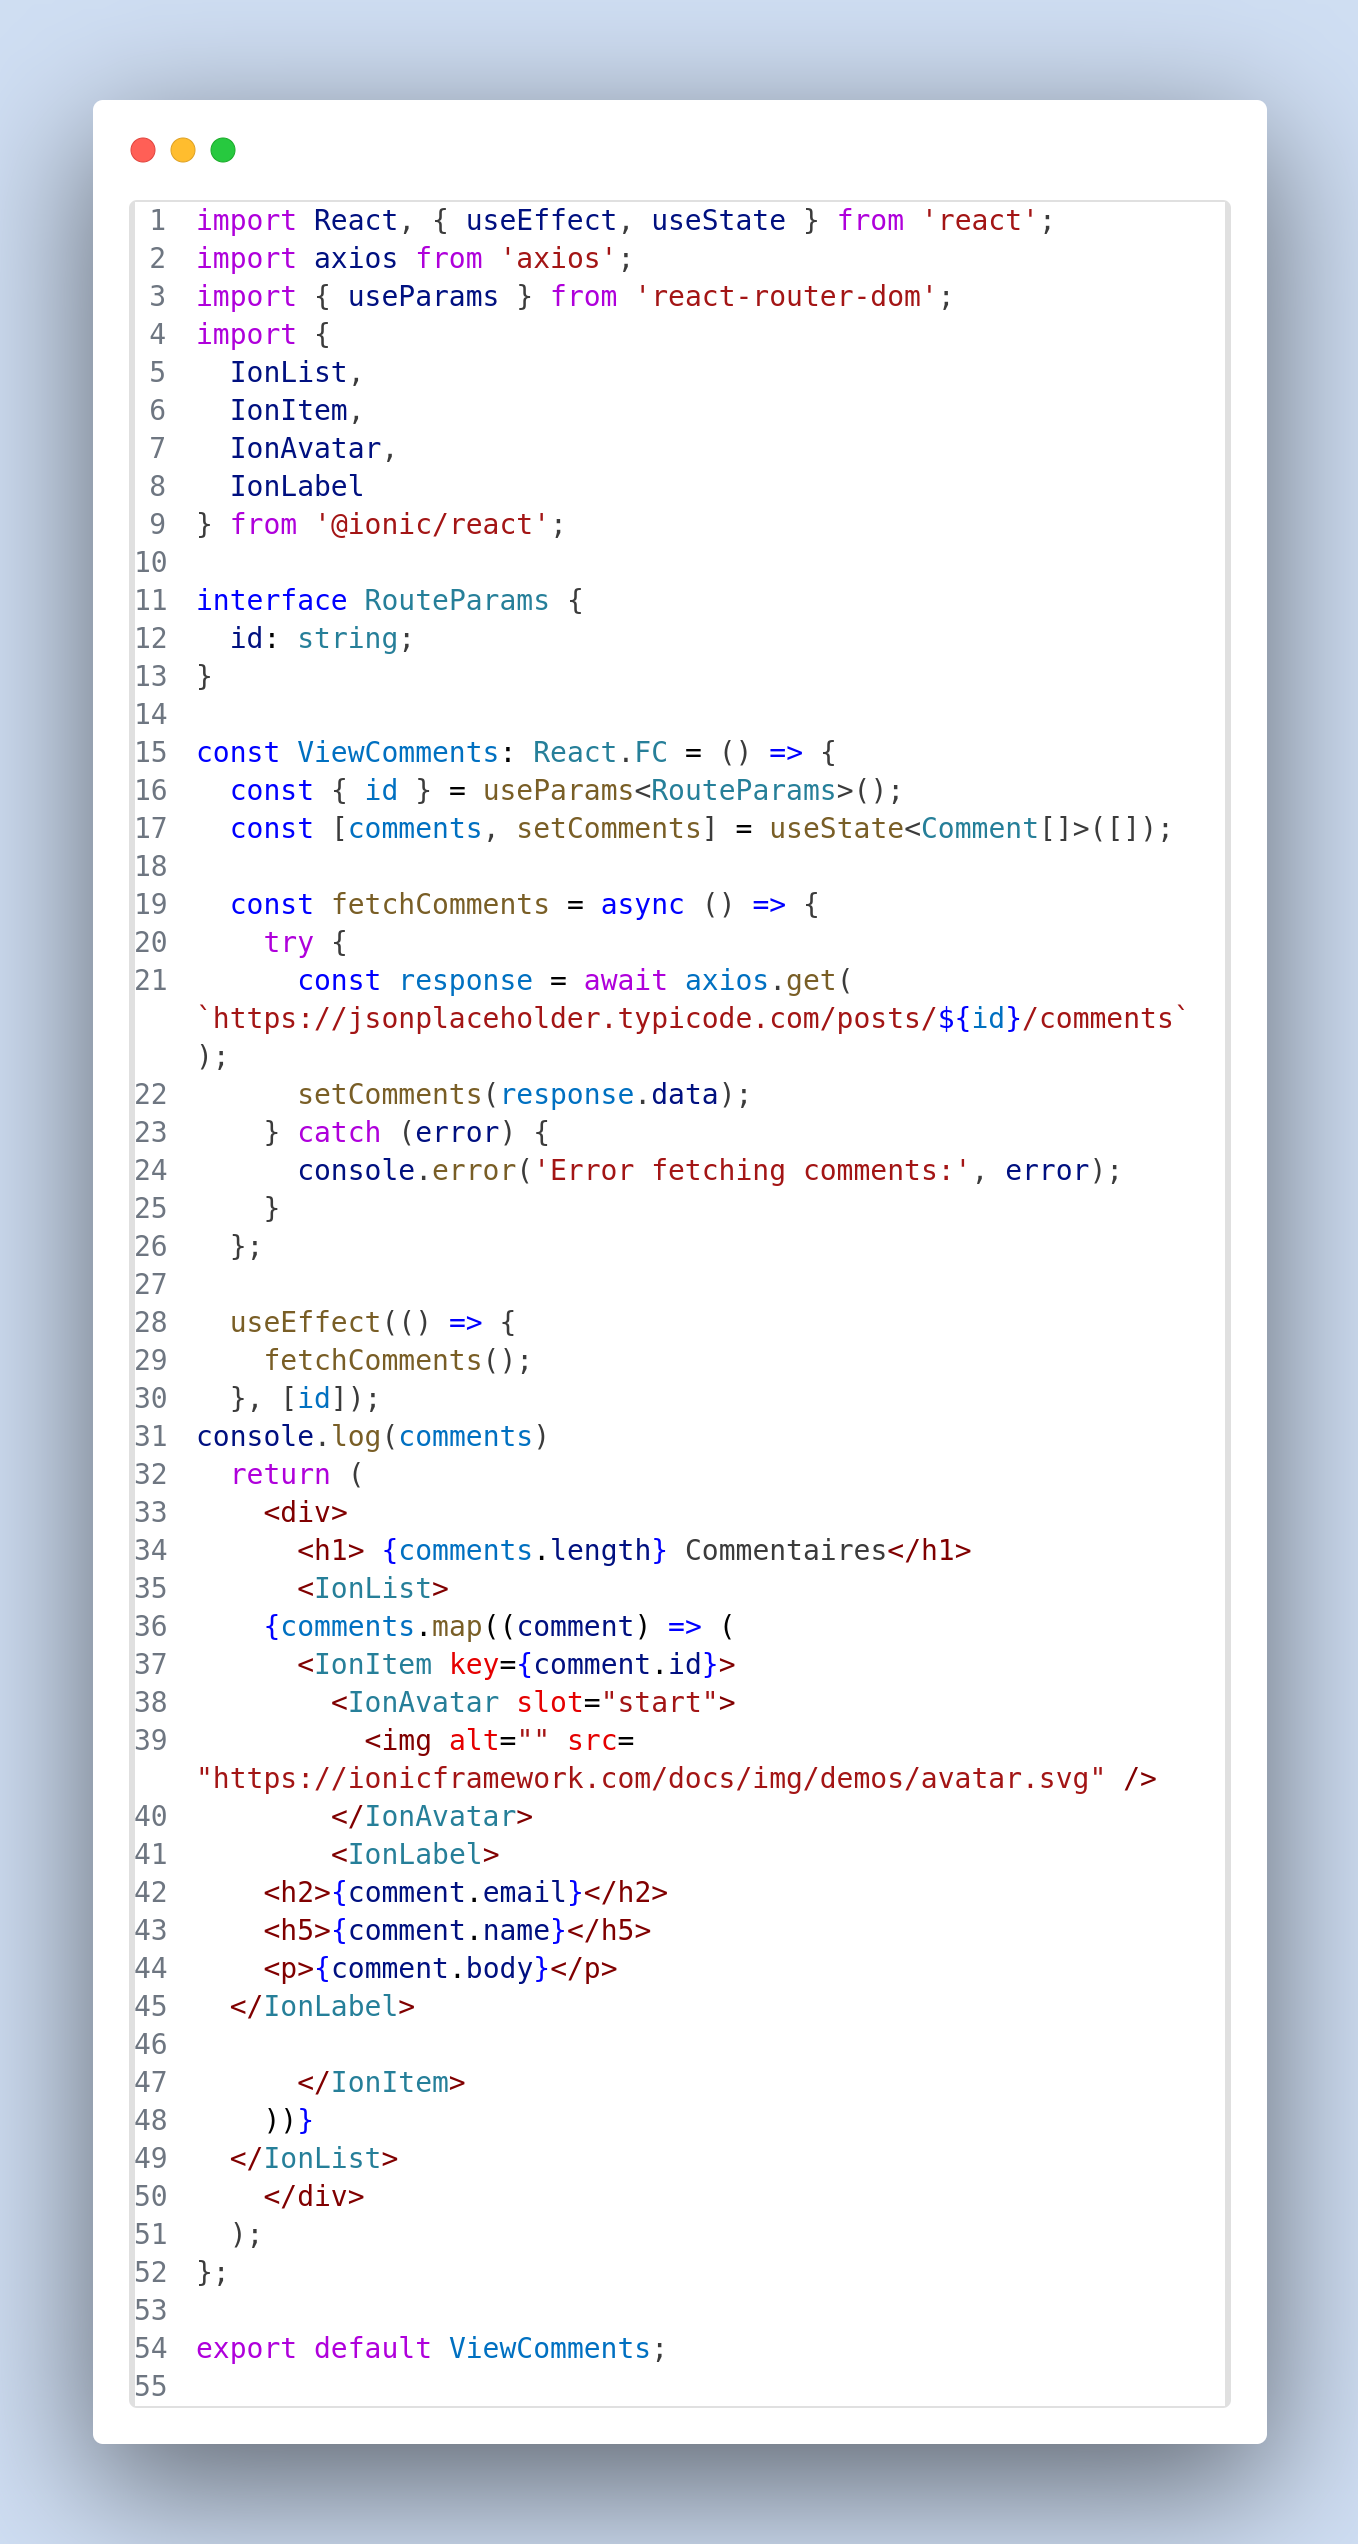 1 import React, { useEffect, useState } from 'react';
2 import axios from 'axios';
3 import { useParams } from 'react-router-dom';
4 import {
5   IonList,
6   IonItem,
7   IonAvatar,
8   IonLabel
9 } from '@ionic/react';
10
11 interface RouteParams {
12   id: string;
13 }
14
15 const ViewComments: React.FC = () => {
16   const { id } = useParams<RouteParams>();
17   const [comments, setComments] = useState<Comment[]>([]);
18
19   const fetchComments = async () => {
20     try {
21       const response = await axios.get(
`https://jsonplaceholder.typicode.com/posts/${id}/comments`
);
22       setComments(response.data);
23     } catch (error) {
24       console.error('Error fetching comments:', error);
25     }
26   };
27
28   useEffect(() => {
29     fetchComments();
30   }, [id]);
31 console.log(comments)
32   return (
33     <div>
34       <h1> {comments.length} Commentaires</h1>
35       <IonList>
36     {comments.map((comment) => (
37       <IonItem key={comment.id}>
38         <IonAvatar slot="start">
39           <img alt="" src=
"https://ionicframework.com/docs/img/demos/avatar.svg" />
40         </IonAvatar>
41         <IonLabel>
42     <h2>{comment.email}</h2>
43     <h5>{comment.name}</h5>
44     <p>{comment.body}</p>
45   </IonLabel>
46
47       </IonItem>
48     ))}
49   </IonList>
50     </div>
51   );
52 };
53
54 export default ViewComments;
55